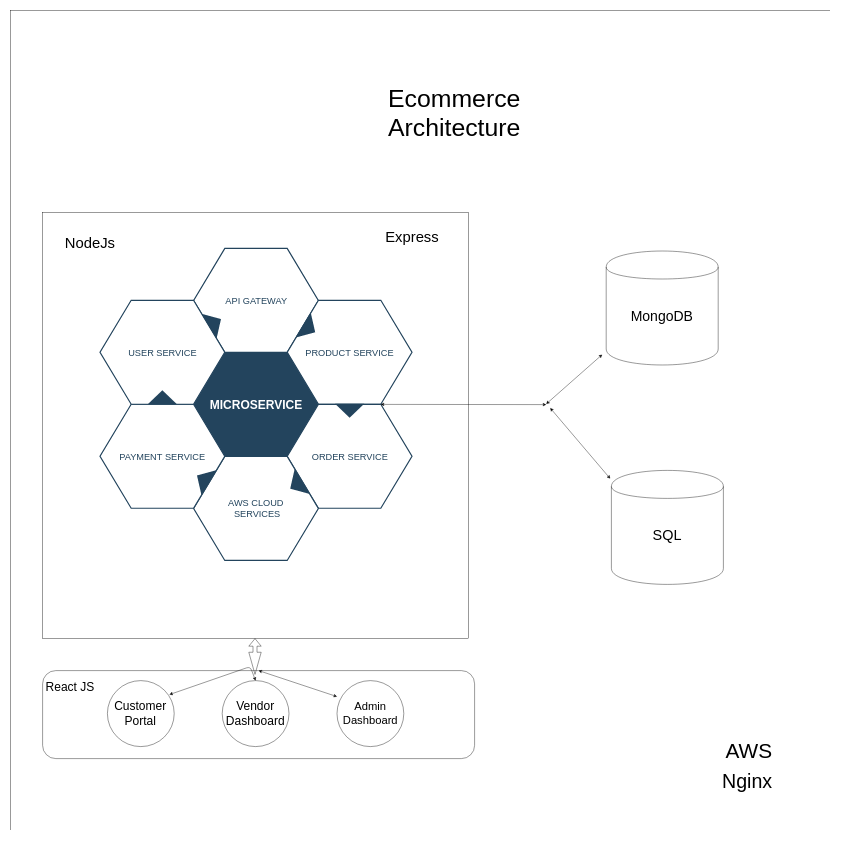 Ecommerce
Architecture
NodeJs
Express
API GATEWAY
USER SERVICE
PRODUCT SERVICE
MICROSERVICE
PAYMENT SERVICE
ORDER SERVICE
AWS CLOUD
SERVICES
MongoDB
SQL
React JS
Customer
Portal
Vendor
Dashboard
Admin
Dashboard
AWS
Nginx